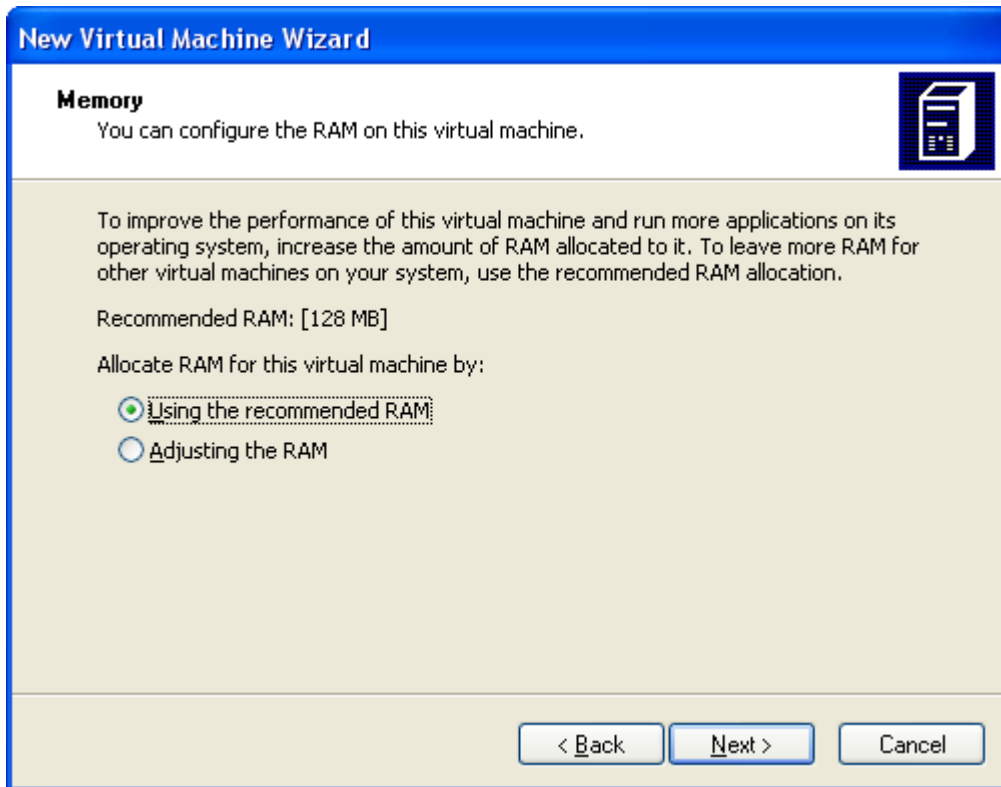 New Virtual Machine Wizard
Memory
You can configure the RAM on this virtual machine.
To improve the performance of this virtual machine and run more applications on its
operating system, increase the amount of RAM allocated to it. To leave more RAM for
other virtual machines on your system, use the recommended RAM allocation.
Recommended RAM: [128 MB]
Allocate RAM for this virtual machine by:
Using the recommended RAM
Adjusting the RAM
< Back Next > Cancel